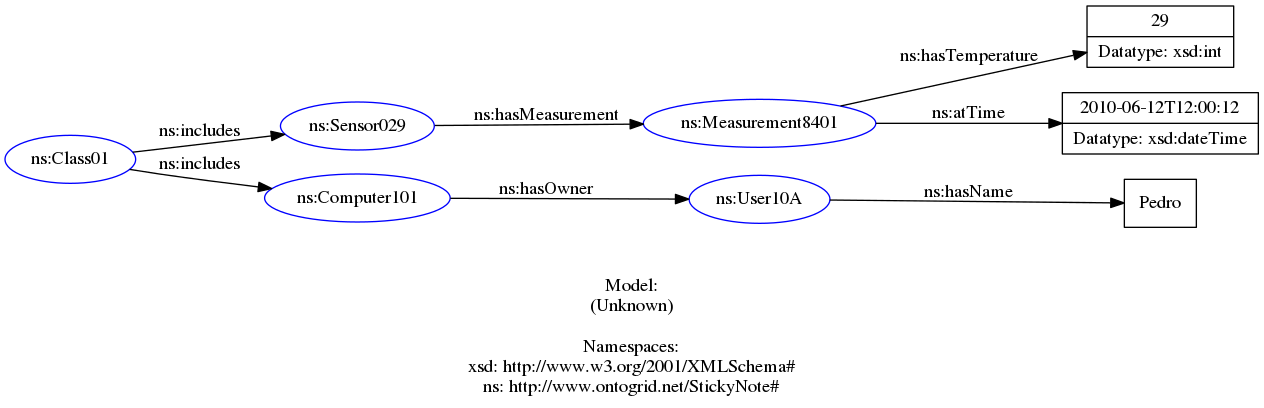 29
ns:hasTemperature
Datatype: xsd:int
2010-06-12T12:00:12
ns:atTime
ns:hasMeasurement
ns:Sensor029
ns:Measurement8401
ns:includes
Datatype: xsd:dateTime
ns:Class01
ns:includes
ns:hasOwner
ns:hasName
ns:Computer101
ns:User10A
Pedro
Model:
(Unknown)
Namespaces:
xsd: http://www.w3.org/2001/XMLSchema#
ns: http://www.ontogrid.net/StickyNote#